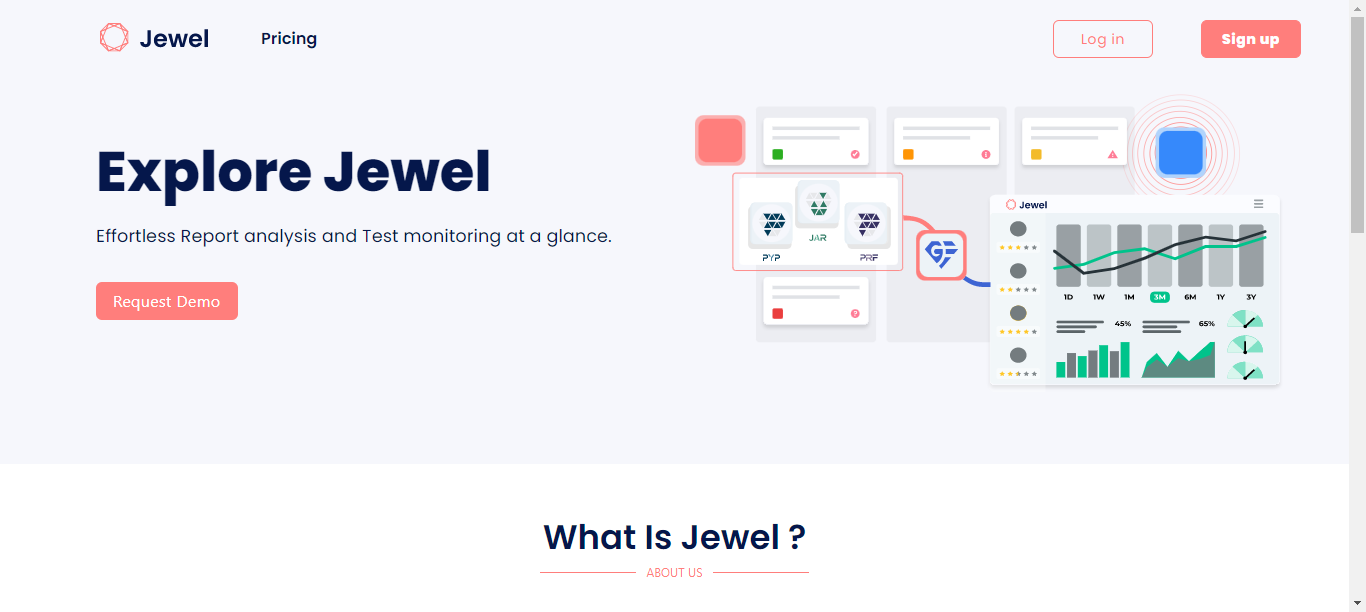 Jewel
Pricing
Log in
Sign up
Explore Jewel
Effortless Report analysis and Test monitoring at a glance.
Request Demo
PYP
JAR
PRF
GF
Jewel
1D 1W 1M 3M 6M 1Y 3Y
45%
65%
What Is Jewel ?
ABOUT US